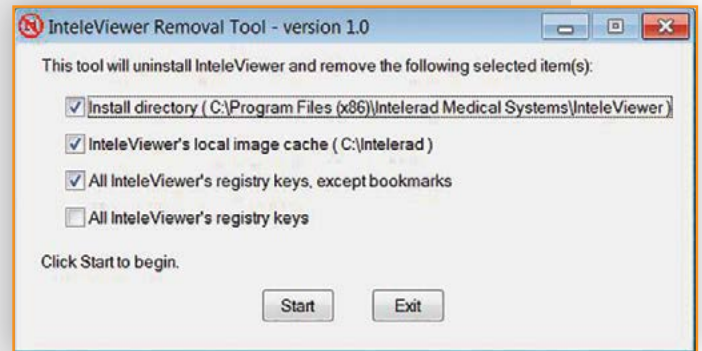 InteleViewer Removal Tool - version 1.0
This tool will uninstall InteleViewer and remove the following selected item(s):
Install directory ( C:\Program Files (x86)\Intelerad Medical Systems\InteleViewer )
InteleViewer's local image cache ( C:\Intelerad )
All InteleViewer's registry keys, except bookmarks
All InteleViewer's registry keys
Click Start to begin.
Start Exit